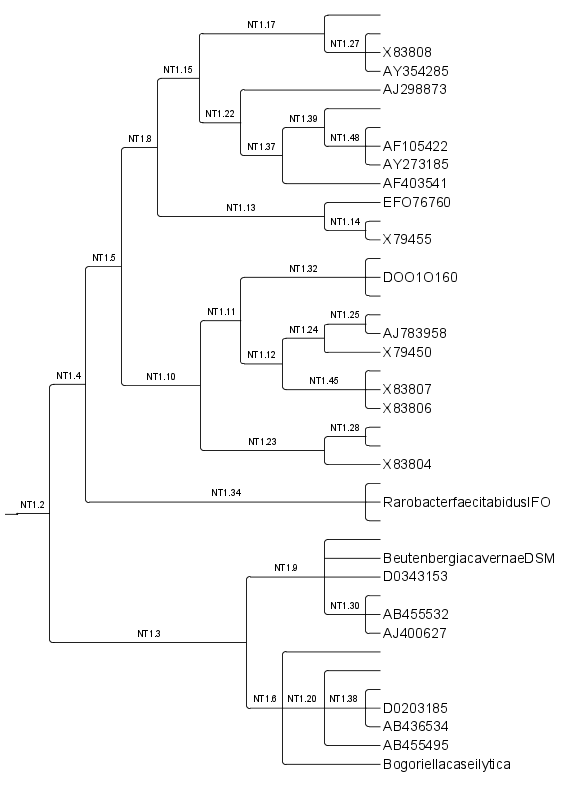 NT1.17
NT1.27
X83808
NT1.15
AY354285
AJ298873
NT1.22
NT1.39
NT1.8
NT1.48
AF105422
NT1.37
AY273185
AF403541
EFO76760
NT1.13
NT1.14
X79455
NT1.5
NT1.32
DOO1O160
NT1.11
NT1.25
NT1.24
AJ783958
NT1.12
X79450
NT1.4
NT1.10
NT1.45
X83807
X83806
NT1.28
NT1.23
X83804
NT1.34
NT1.2
RarobacterfaecitabidusIFO
BeutenbergiacavernaeDSM
NT1.9
D0343153
NT1.30
AB455532
NT1.3
AJ400627
NT1.6
NT1.20
NT1.38
D0203185
AB436534
AB455495
Bogoriellacaseilytica